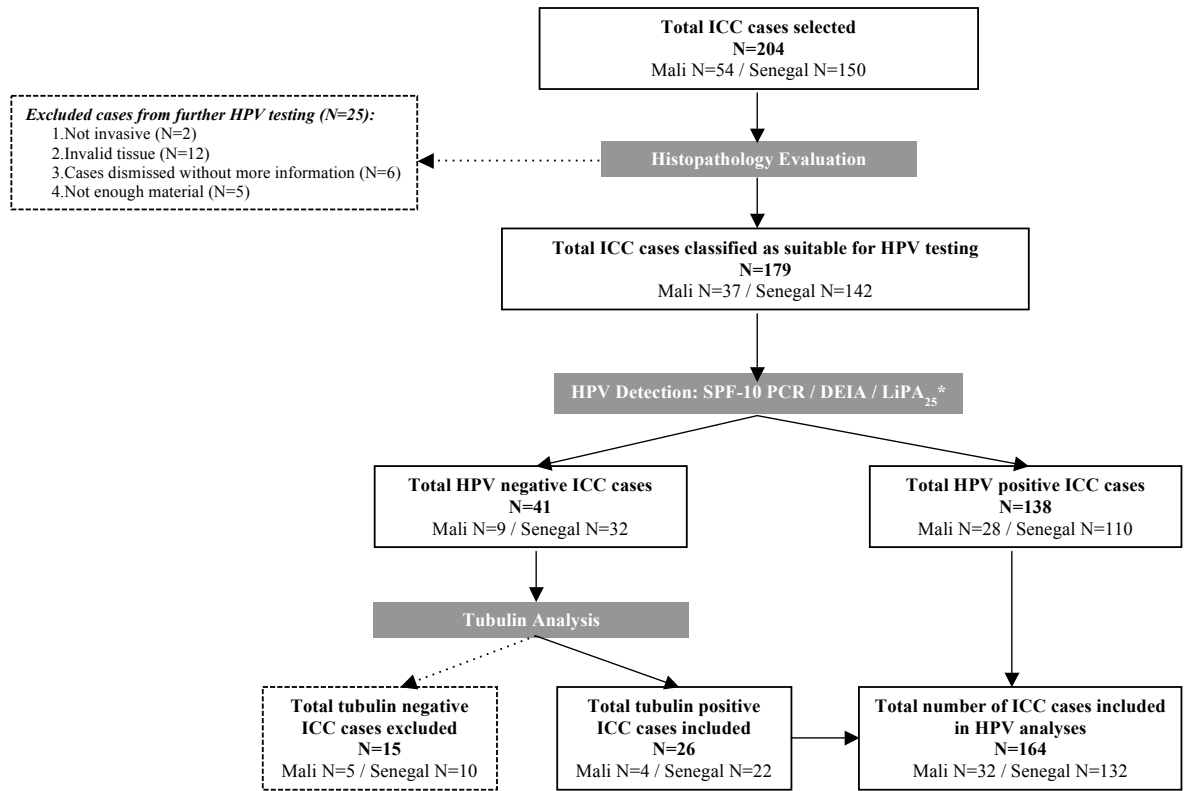 Total ICC cases selected
N=204
Mali N=54 / Senegal N=150
Excluded cases from further HPV testing (N=25):
1.Not invasive (N=2)
2.Invalid tissue (N=12)
3.Cases dismissed without more information (N=6)
4.Not enough material (N=5)
Histopathology Evaluation
Total ICC cases classified as suitable for HPV testing
N=179
Mali N=37 / Senegal N=142
HPV Detection: SPF-10 PCR / DEIA / LiPA25*
Total HPV negative ICC cases
N=41
Mali N=9 / Senegal N=32
Total HPV positive ICC cases
N=138
Mali N=28 / Senegal N=110
Tubulin Analysis
Total tubulin negative
ICC cases excluded
N=15
Mali N=5 / Senegal N=10
Total tubulin positive
ICC cases included
N=26
Mali N=4 / Senegal N=22
Total number of ICC cases included
in HPV analyses
N=164
Mali N=32 / Senegal N=132